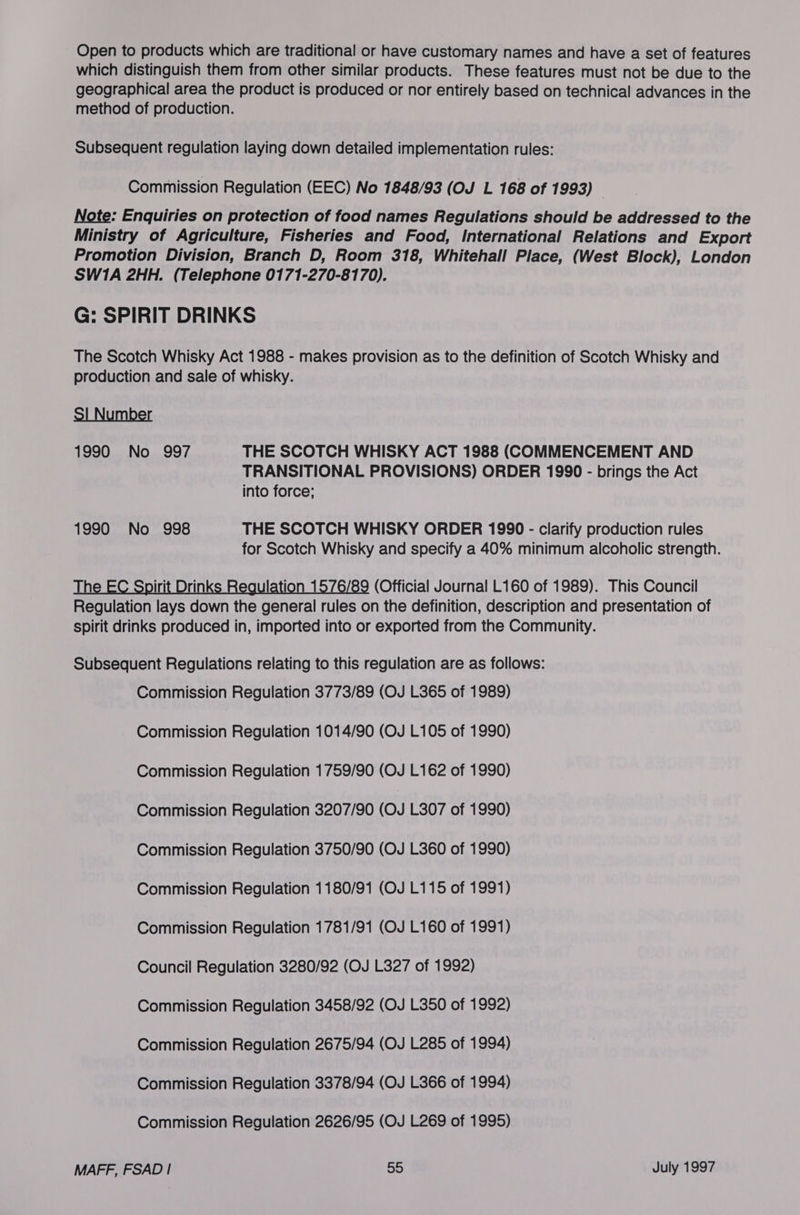 Open to products which are traditional or have customary names and have a set of features
which distinguish them from other similar products. These features must not be due to the
geographical area the product is produced or nor entirely based on technical advances in the
method of production.
Subsequent regulation laying down detailed implementation rules:
Commission Regulation (EEC) No 1848/93 (OJ L 168 of 1993)
Note: Enquiries on protection of food names Regulations should be addressed to the
Ministry of Agriculture, Fisheries and Food, International Relations and Export
Promotion Division, Branch D, Room 318, Whitehall Place, (West Block), London
SW1A 2HH. (Telephone 0171-270-8170).
G: SPIRIT DRINKS
The Scotch Whisky Act 1988 - makes provision as to the definition of Scotch Whisky and
production and sale of whisky.
SI Number
1990 No 997 THE SCOTCH WHISKY ACT 1988 (COMMENCEMENT AND
TRANSITIONAL PROVISIONS) ORDER 1990 - brings the Act
into force;
1990 No 998 THE SCOTCH WHISKY ORDER 1990 - clarify production rules
for Scotch Whisky and specify a 40% minimum alcoholic strength.
The EC Spirit Drinks Regulation 1576/89 (Official Journal L160 of 1989). This Council
Regulation lays down the general rules on the definition, description and presentation of
spirit drinks produced in, imported into or exported from the Community.
Subsequent Regulations relating to this regulation are as follows:
Commission Regulation 3773/89 (OJ L365 of 1989)
Commission Regulation 1014/90 (OJ L105 of 1990)
Commission Regulation 1759/90 (OJ L162 of 1990)
Commission Regulation 3207/90 (OJ L307 of 1990)
Commission Regulation 3750/90 (OJ L360 of 1990)
Commission Regulation 1180/91 (OJ L115 of 1991)
Commission Regulation 1781/91 (OJ L160 of 1991)
Council Regulation 3280/92 (OJ L327 of 1992)
Commission Regulation 3458/92 (OJ L350 of 1992)
Commission Regulation 2675/94 (OJ L285 of 1994)
Commission Regulation 3378/94 (OJ L366 of 1994)
Commission Regulation 2626/95 (OJ L269 of 1995)
MAFF, FSAD I 55 July 1997